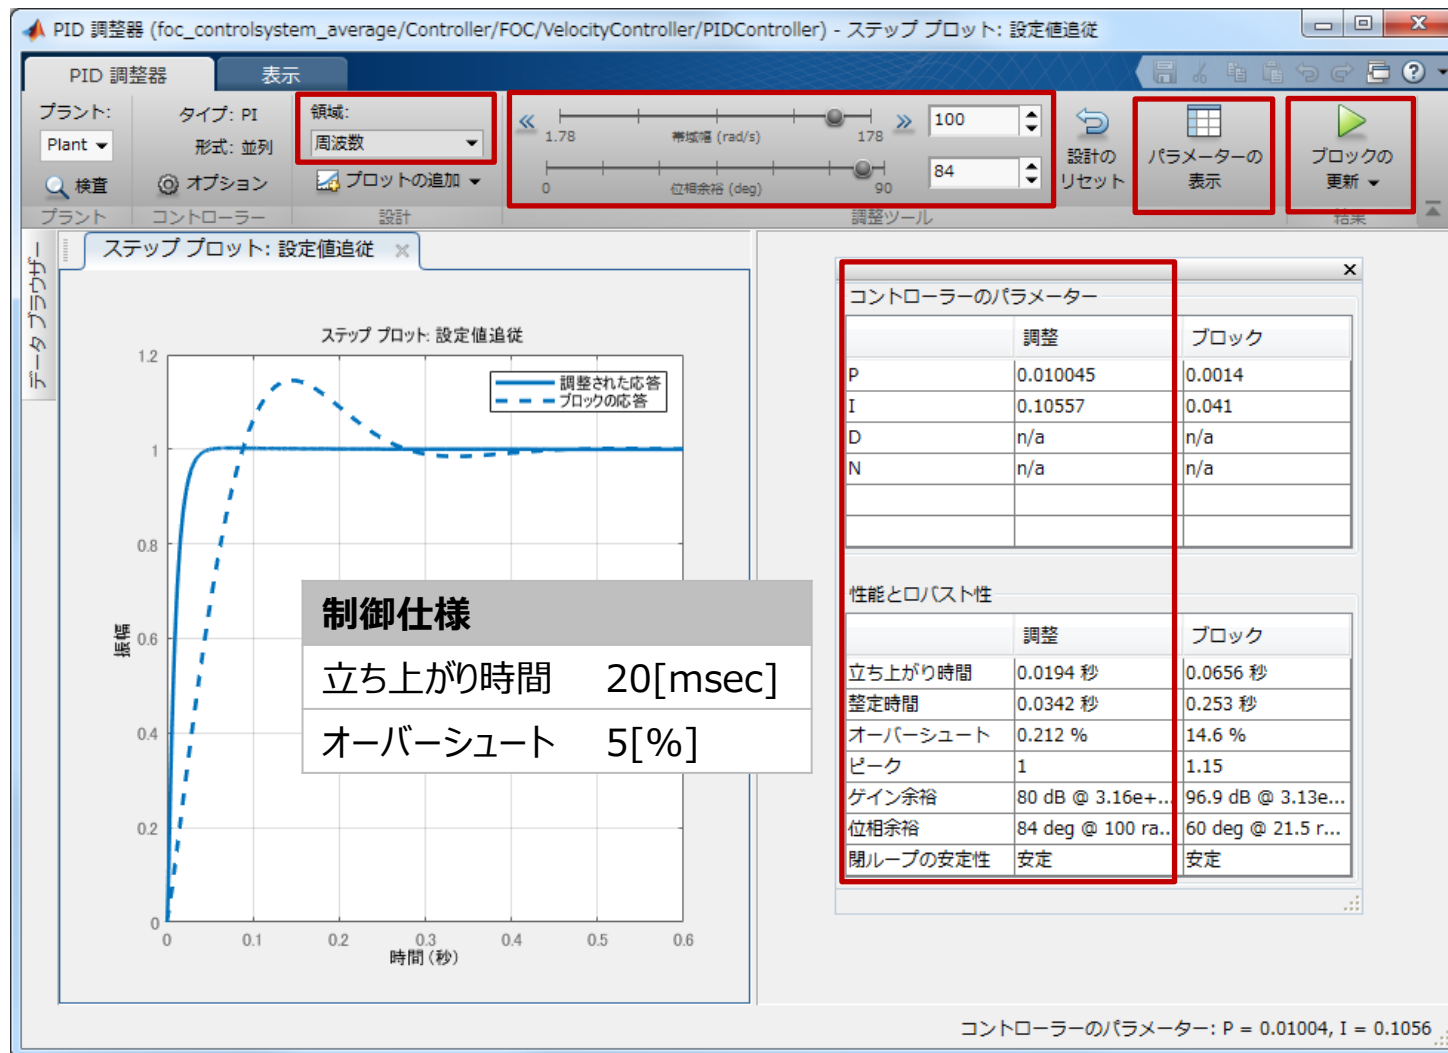 PID 調整器 (foc_controlsystem_average/Controller/FOC/VelocityController/PIDController) - ステップ プロット: 設定値追従
PID 調整器
表示
プラント:
Plant
検査
プラント
タイプ: PI
形式: 並列
オプション
コントローラー
領域:
周波数
プロットの追加
設計
1.78 帯域幅 (rad/s) 178
100
0 位相余裕 (deg) 90
84
設計の
リセット
パラメーターの
表示
調整ツール
ブロックの
更新
結果
データ ブラウザー
ステップ プロット: 設定値追従
ステップ プロット: 設定値追従
調整された応答
ブロックの応答
振幅
1.2
1
0.8
0.6
0.4
0.2
0
0 0.1 0.2 0.3 0.4 0.5 0.6
時間 (秒)
制御仕様
立ち上がり時間 20[msec]
オーバーシュート 5[%]
コントローラーのパラメーター
調整 ブロック
P 0.010045 0.0014
I 0.10557 0.041
D n/a n/a
N n/a n/a
性能とロバスト性
調整 ブロック
立ち上がり時間 0.0194 秒 0.0656 秒
整定時間 0.0342 秒 0.253 秒
オーバーシュート 0.212 % 14.6 %
ピーク 1 1.15
ゲイン余裕 80 dB @ 3.16e+... 96.9 dB @ 3.13e...
位相余裕 84 deg @ 100 ra... 60 deg @ 21.5 r...
閉ループの安定性 安定 安定
コントローラーのパラメーター: P = 0.01004, I = 0.1056